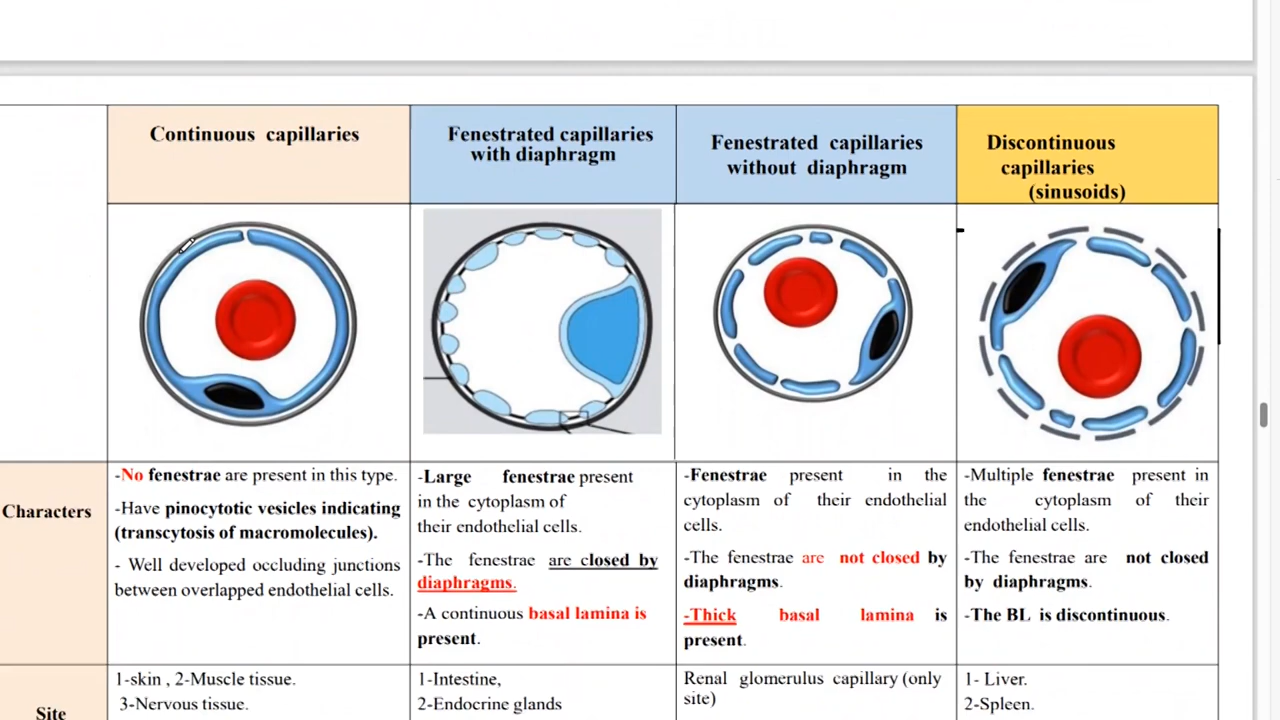 Continuous capillaries
Fenestrated capillaries
with diaphragm
Fenestrated capillaries
without diaphragm
Discontinuous
capillaries
(sinusoids)
Characters
-No fenestrae are present in this type.
-Have pinocytotic vesicles indicating
(transcytosis of macromolecules).
- Well developed occluding junctions
between overlapped endothelial cells.
-Large fenestrae present
in the cytoplasm of
their endothelial cells.
-The fenestrae are closed by
diaphragms.
-A continuous basal lamina is
present.
-Fenestrae present in the
cytoplasm of their endothelial
cells.
-The fenestrae are not closed by
diaphragms.
-Thick basal lamina is
present.
-Multiple fenestrae present in
the cytoplasm of their
endothelial cells.
-The fenestrae are not closed
by diaphragms.
-The BL is discontinuous.
Site
1-skin , 2-Muscle tissue.
3-Nervous tissue.
1-Intestine,
2-Endocrine glands
Renal glomerulus capillary (only
site)
1- Liver.
2-Spleen.